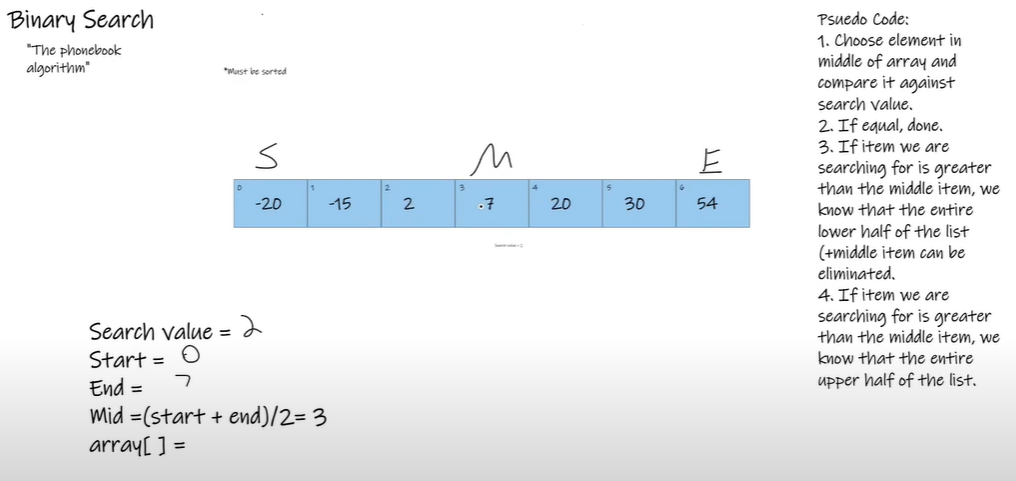 Binary Search
"The phonebook
algorithm"
*Must be sorted
S M E
0 1 2 3 4 5 6
-20 -15 2 7 20 30 54
Search value = 2
Search value = 2
Start = 0
End = 7
Mid =(start + end)/2= 3
array[ ] =
Psuedo Code:
1. Choose element in
middle of array and
compare it against
search value.
2. If equal, done.
3. If item we are
searching for is greater
than the middle item, we
know that the entire
lower half of the list
(+middle item can be
eliminated.
4. If item we are
searching for is greater
than the middle item, we
know that the entire
upper half of the list.